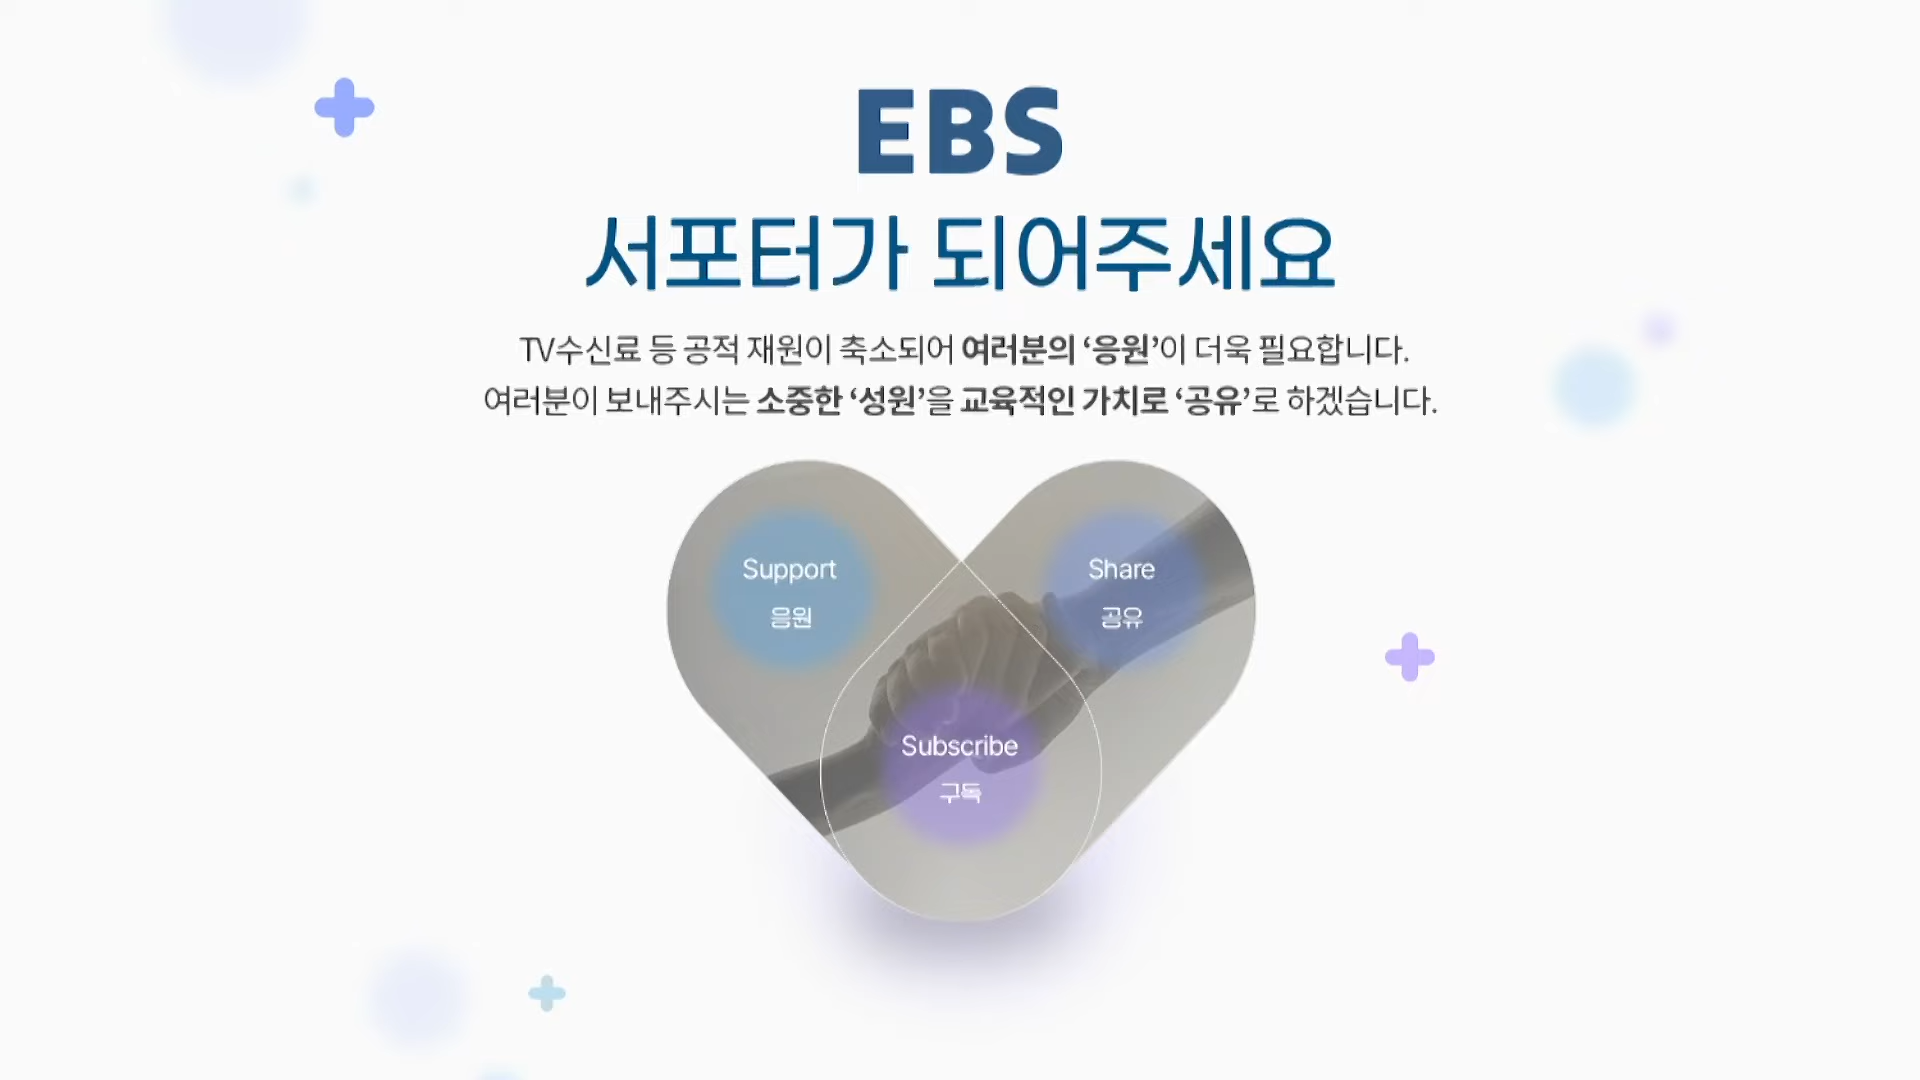 EBS
서포터가 되어주세요
TV수신료 등 공적 재원이 축소되어 여러분의 ‘응원’이 더욱 필요합니다.
여러분이 보내주시는 소중한 ‘성원’을 교육적인 가치로 ‘공유’로 하겠습니다.
Support
응원
Share
공유
Subscribe
구독